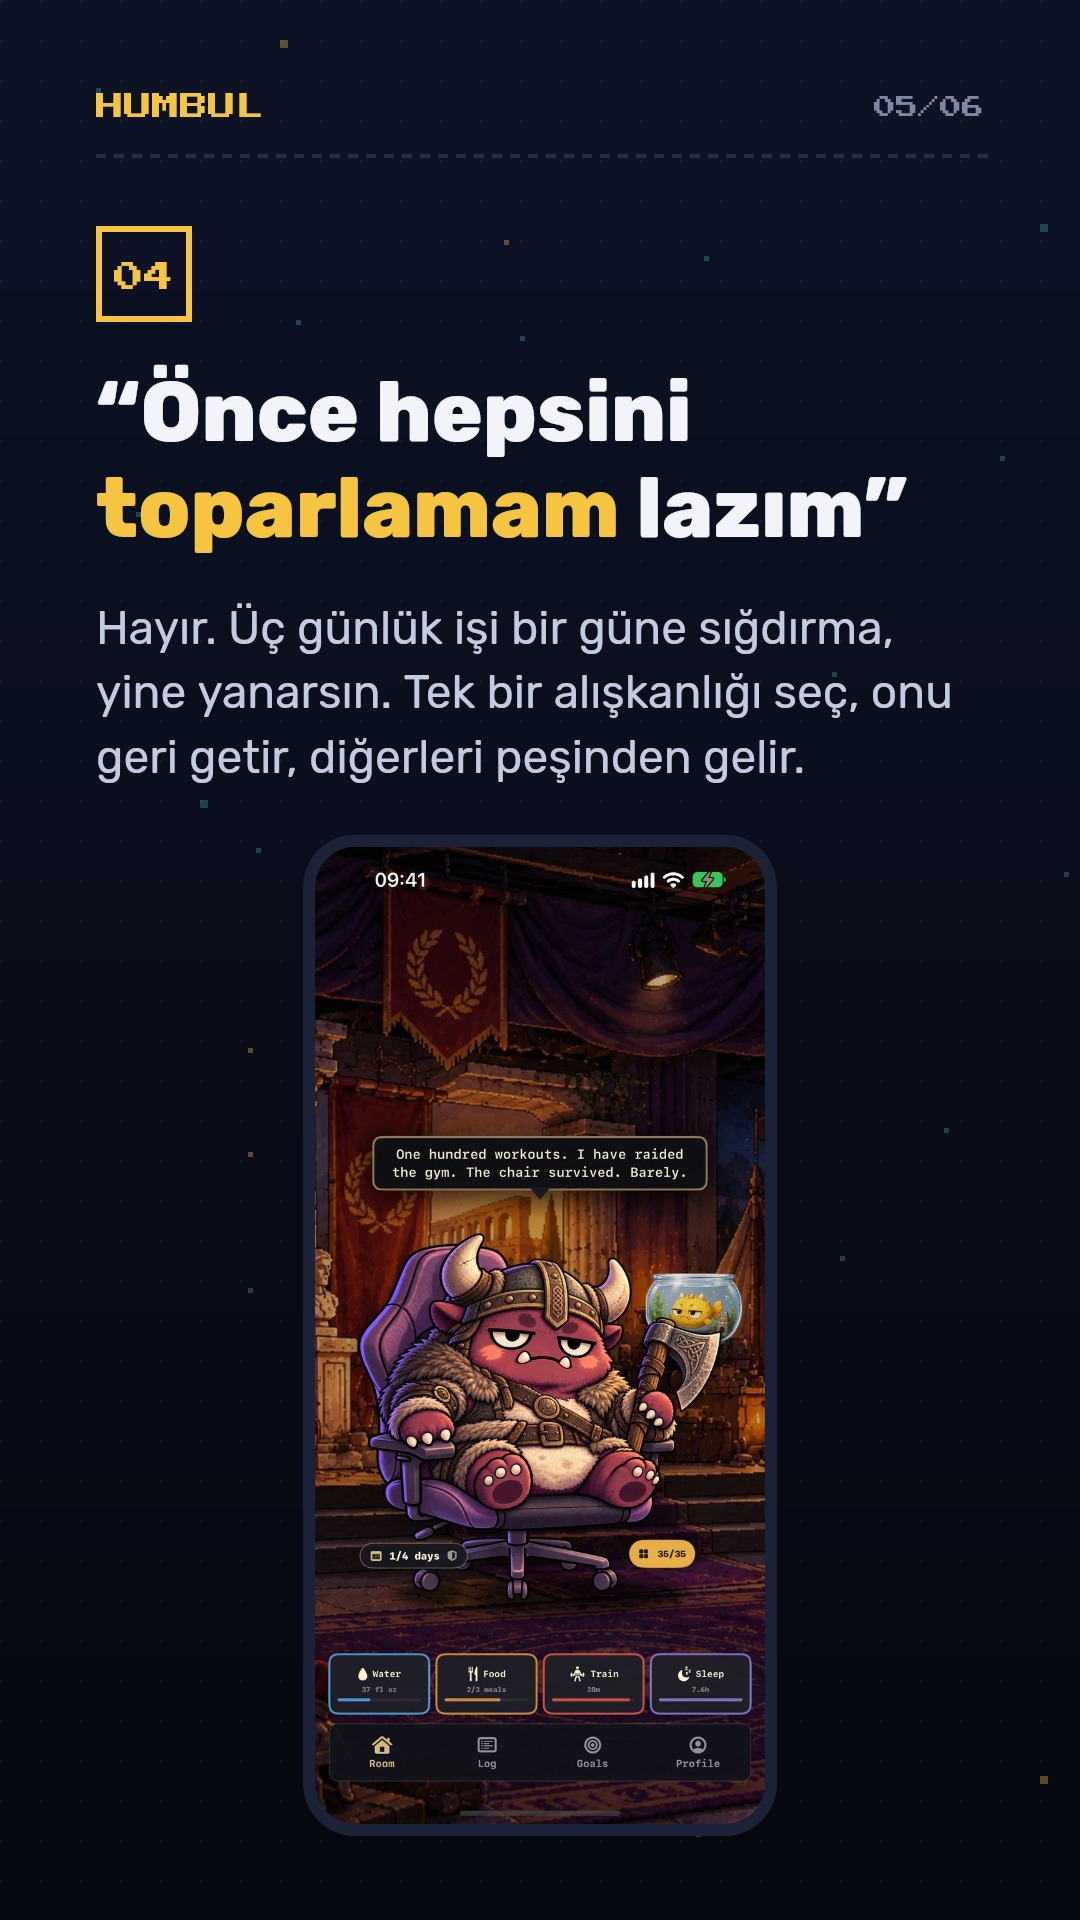 HUMBUL
05/06
04
“Önce hepsini
toparlamam lazım”
Hayır. Üç günlük işi bir güne sığdırma,
yine yanarsın. Tek bir alışkanlığı seç, onu
geri getir, diğerleri peşinden gelir.
09:41
One hundred workouts. I have raided
the gym. The chair survived. Barely.
1/4 days
35/35
Water
37 fl oz
Food
2/3 meals
Train
28m
Sleep
7.6h
Room
Log
Goals
Profile